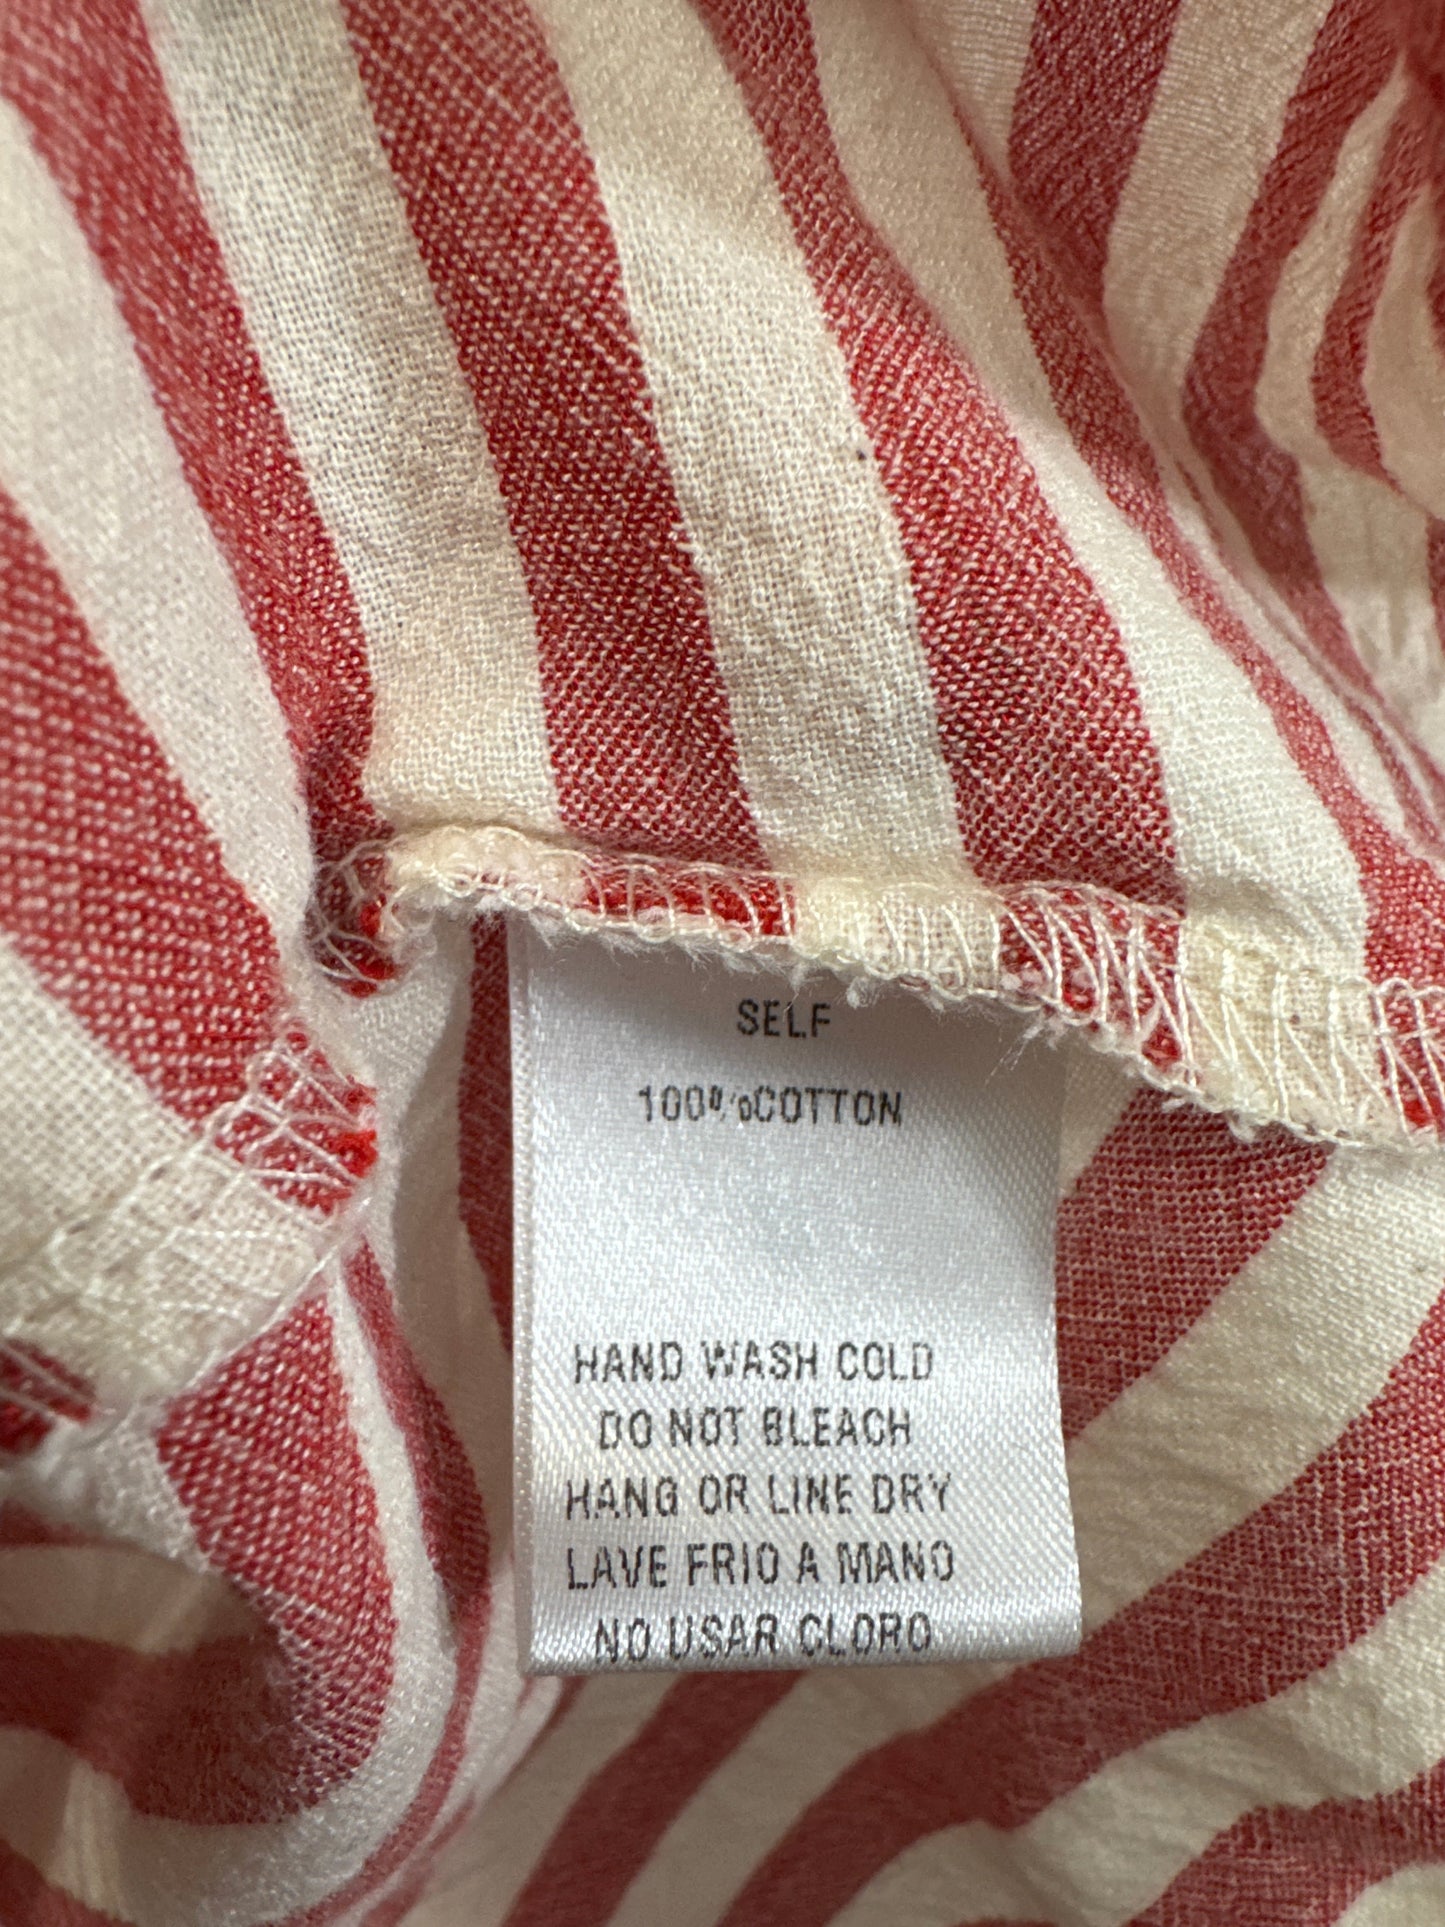 SELF
100%COTTON
HAND WASH COLD
DO NOT BLEACH
HANG OR LINE DRY
LAVE FRIO A MANO
NO USAR CLORO